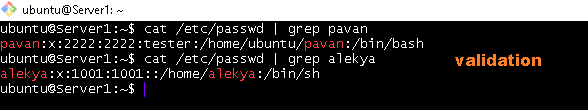 ubuntu@Server1: ~
ubuntu@Server1:~$ cat /etc/passwd | grep pavan
pavan:x:2222:2222:tester:/home/ubuntu/pavan:/bin/bash
ubuntu@Server1:~$ cat /etc/passwd | grep alekya
alekya:x:1001:1001::/home/alekya:/bin/sh
ubuntu@Server1:~$
validation